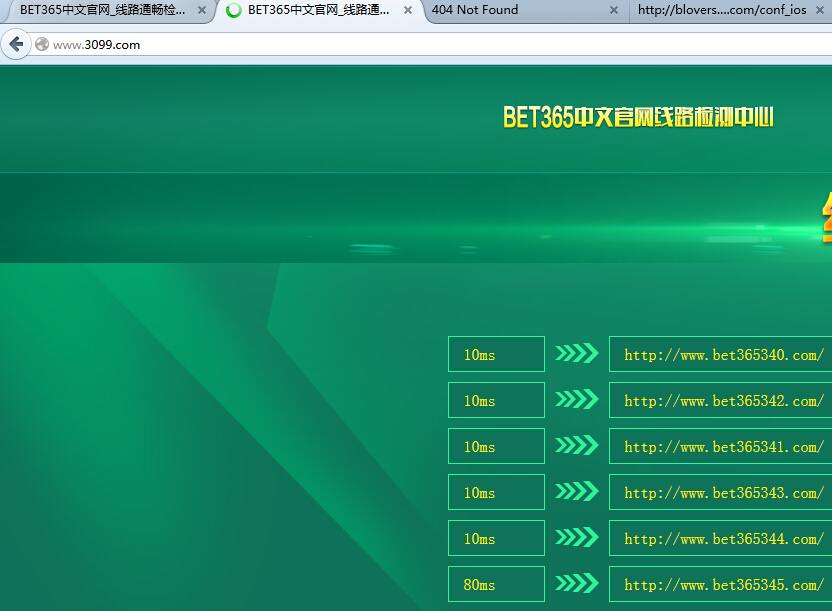 BET365中文官网_线路通畅检...
BET365中文官网_线路通...
404 Not Found
http://blovers....com/conf_ios
www.3099.com
BET365中文官网线路检测中心
10ms
http://www.bet365340.com/
10ms
http://www.bet365342.com/
10ms
http://www.bet365341.com/
10ms
http://www.bet365343.com/
10ms
http://www.bet365344.com/
80ms
http://www.bet365345.com/